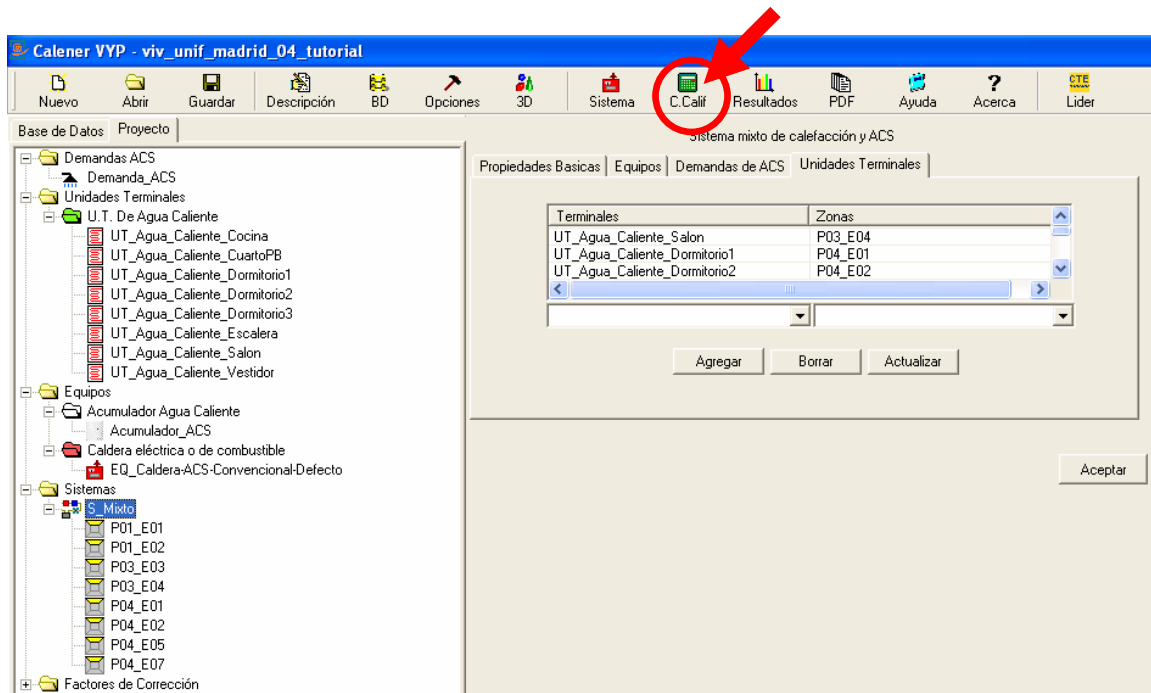 Calener VYP - viv_unif_madrid_04_tutorial
Nuevo Abrir Guardar Descripción BD Opciones 3D Sistema C.Calif Resultados PDF Ayuda Acerca CTE Lider
Base de Datos Proyecto
Sistema mixto de calefacción y ACS
Demandas ACS
Demanda_ACS
Unidades Terminales
U.T. De Agua Caliente
UT_Agua_Caliente_Cocina
UT_Agua_Caliente_CuartoPB
UT_Agua_Caliente_Dormitorio1
UT_Agua_Caliente_Dormitorio2
UT_Agua_Caliente_Dormitorio3
UT_Agua_Caliente_Escalera
UT_Agua_Caliente_Salon
UT_Agua_Caliente_Vestidor
Equipos
Acumulador Agua Caliente
Acumulador_ACS
Caldera eléctrica o de combustible
EQ_Caldera-ACS-Convencional-Defecto
Sistemas
S_Mixto
P01_E01
P01_E02
P03_E03
P03_E04
P04_E01
P04_E02
P04_E05
P04_E07
Factores de Corrección
Propiedades Basicas Equipos Demandas de ACS Unidades Terminales
Terminales Zonas
UT_Agua_Caliente_Salon P03_E04
UT_Agua_Caliente_Dormitorio1 P04_E01
UT_Agua_Caliente_Dormitorio2 P04_E02
Agregar Borrar Actualizar
Aceptar